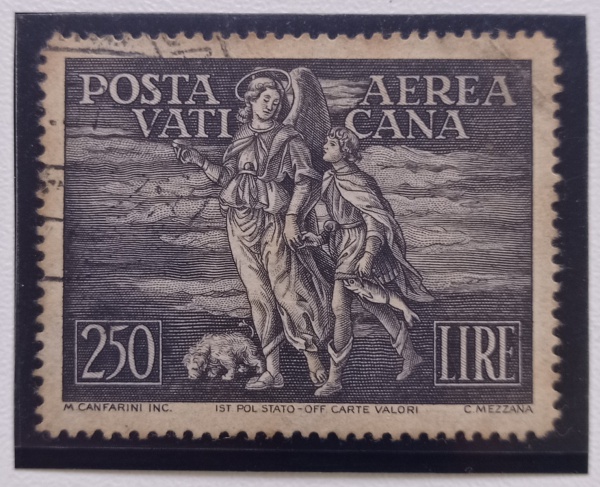 POSTA AEREA
VATI CANA
250 LIRE
M. CANFARINI INC. IST POL STATO-OFF CARTE VALORI C. MEZZANA